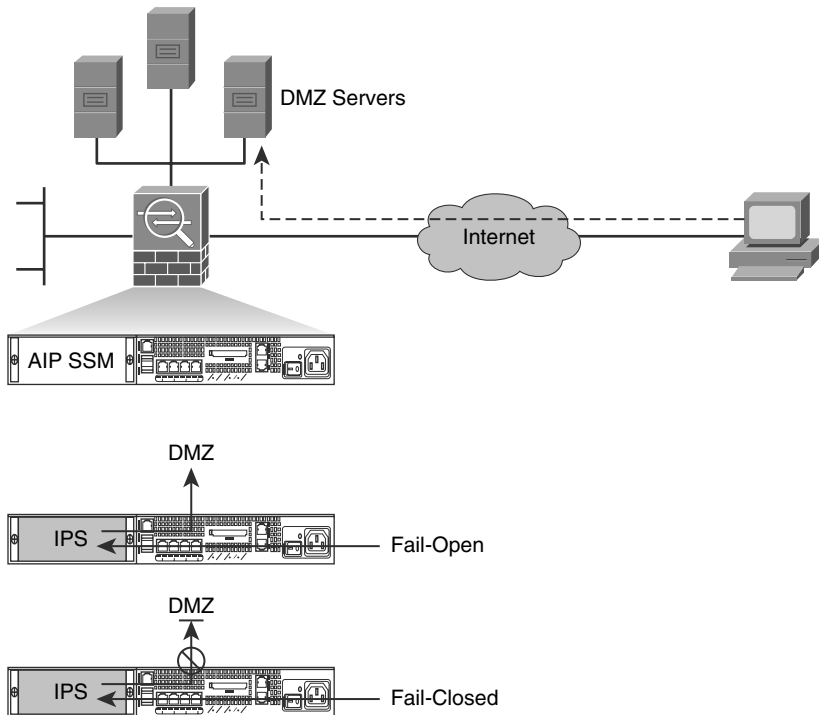 DMZ Servers
Internet
AIP SSM
DMZ
IPS
Fail-Open
DMZ
IPS
Fail-Closed